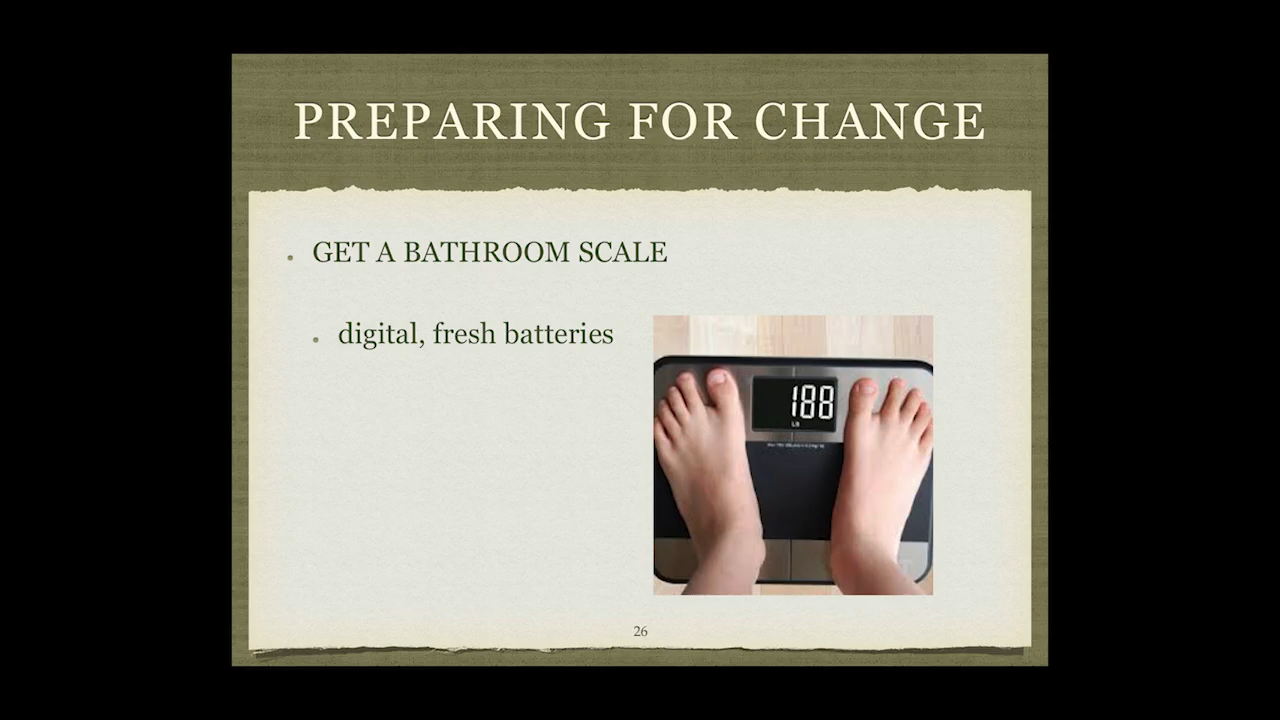 PREPARING FOR CHANGE
GET A BATHROOM SCALE
digital, fresh batteries
188
LB
26